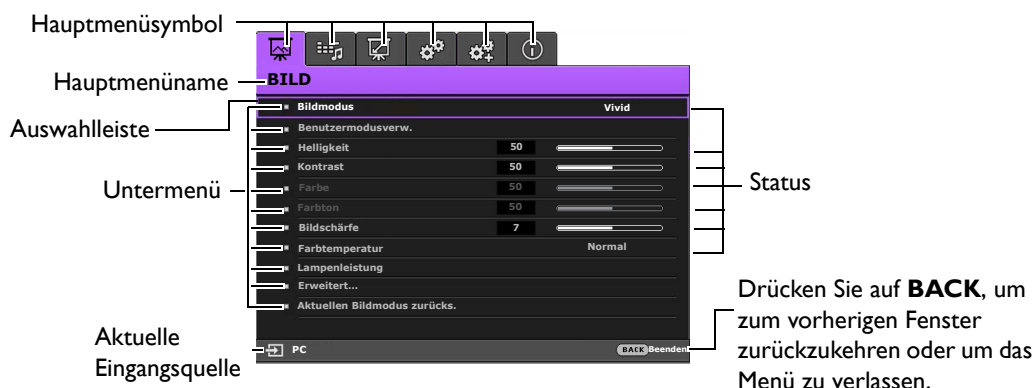 Hauptmenüsymbol
Hauptmenüname
BILD
Auswahlleiste
Bildmodus Vivid
Benutzermodusverw.
Helligkeit 50
Kontrast 50
Untermenü
Farbe 50
Status
Farbton 50
Bildschärfe 7
Farbtemperatur Normal
Lampenleistung
Erweitert...
Aktuellen Bildmodus zurücks.
Aktuelle
Eingangsquelle
PC
BACK Beenden
Drücken Sie auf BACK, um
zum vorherigen Fenster
zurückzukehren oder um das
Menü zu verlassen.